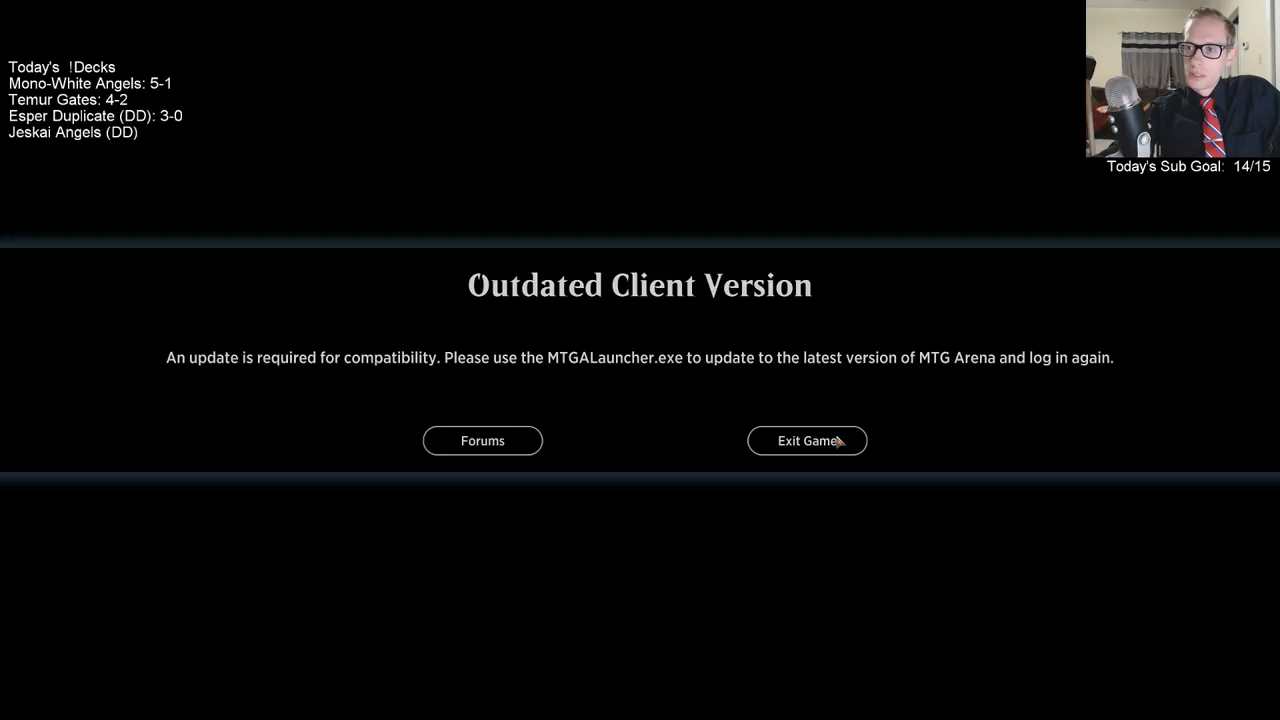 Today's !Decks
Mono-White Angels: 5-1
Temur Gates: 4-2
Esper Duplicate (DD): 3-0
Jeskai Angels (DD)
Today's Sub Goal: 14/15
Outdated Client Version
An update is required for compatibility. Please use the MTGALauncher.exe to update to the latest version of MTG Arena and log in again.
Forums
Exit Game